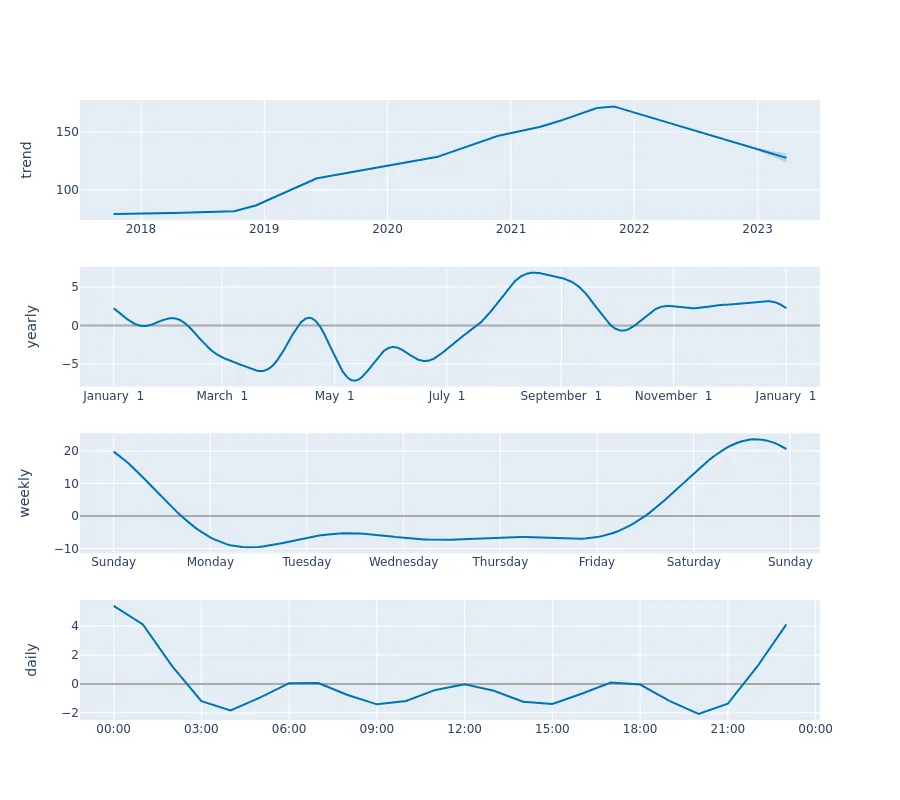 trend
150
100
2018 2019 2020 2021 2022 2023
yearly
5
0
−5
January 1 March 1 May 1 July 1 September 1 November 1 January 1
weekly
20
10
0
−10
Sunday Monday Tuesday Wednesday Thursday Friday Saturday Sunday
daily
4
2
0
−2
00:00 03:00 06:00 09:00 12:00 15:00 18:00 21:00 00:00